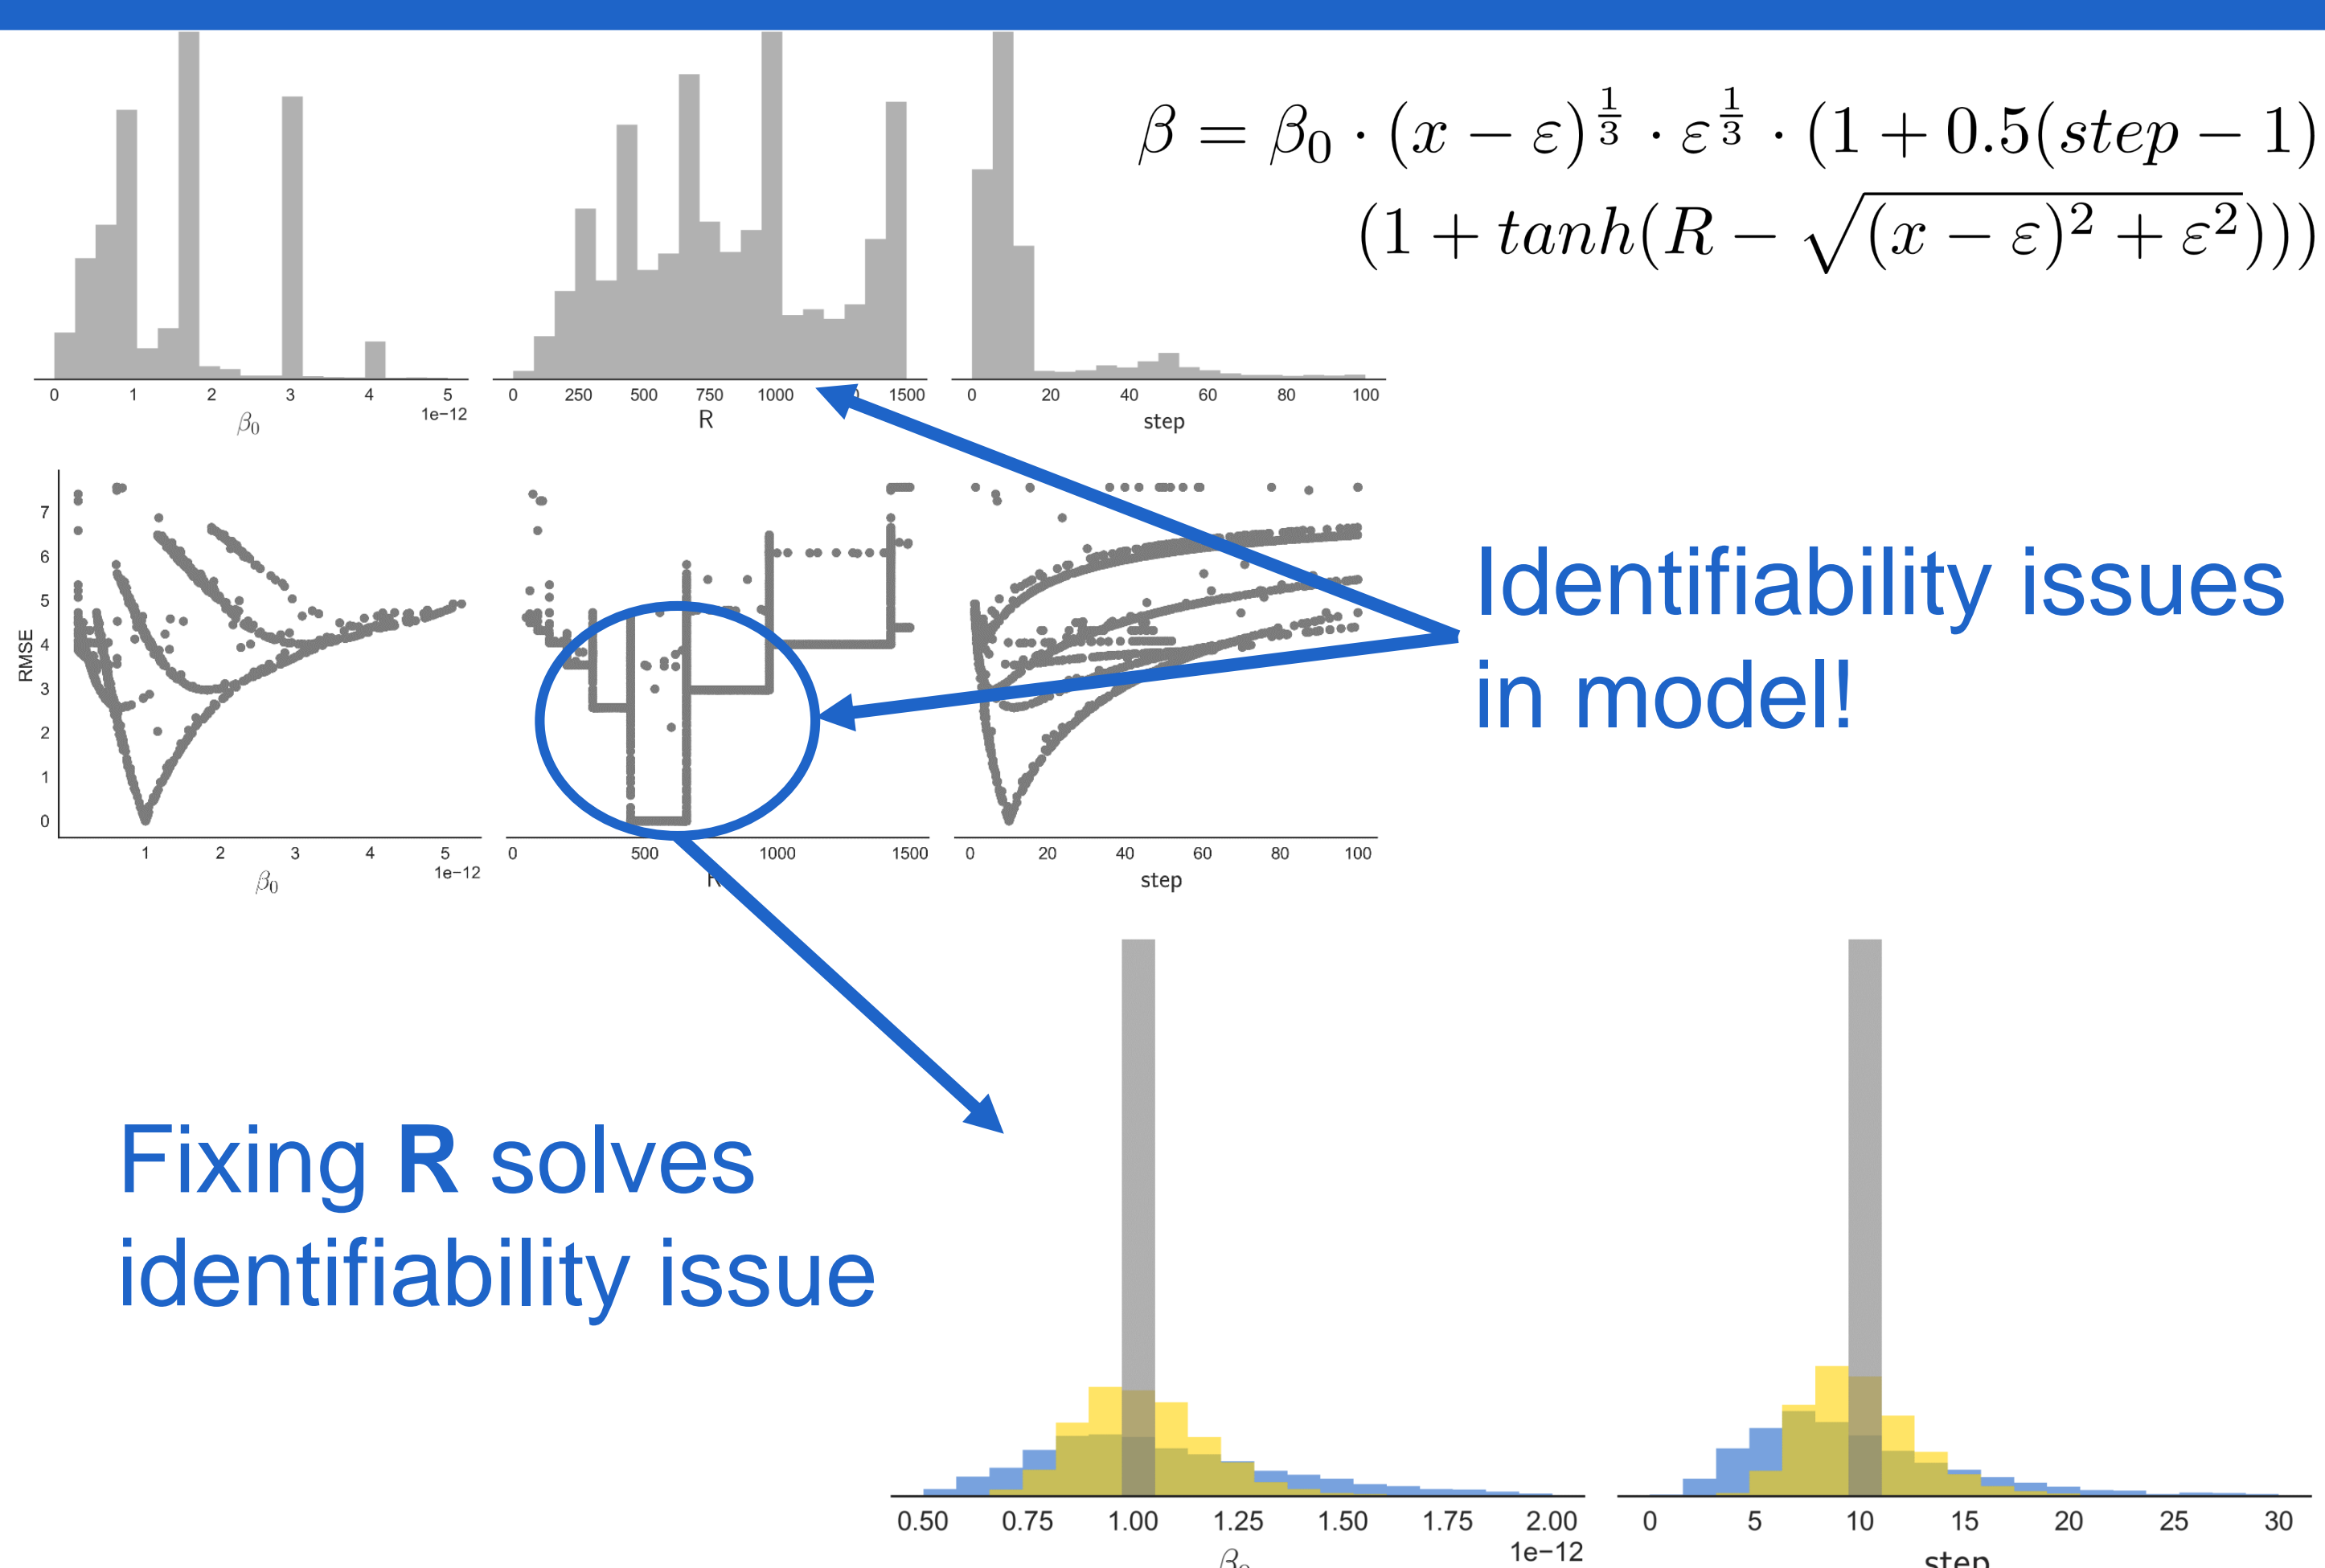 β = β₀ · (x − ε)^{1/3} · ε^{1/3} · (1 + 0.5(step − 1)
(1 + tanh(R − √((x − ε)² + ε²))))
0 1 2 3 4 5
1e−12
β₀
0 250 500 750 1000 1500
R
0 20 40 60 80 100
step
RMSE
7
6
5
4
3
2
1
0
1 2 3 4 5
1e−12
β₀
0 500 1000 1500
R
0 20 40 60 80 100
step
Identifiability issues
in model!
Fixing R solves
identifiability issue
0.50 0.75 1.00 1.25 1.50 1.75 2.00
1e−12
β₀
0 5 10 15 20 25 30
step